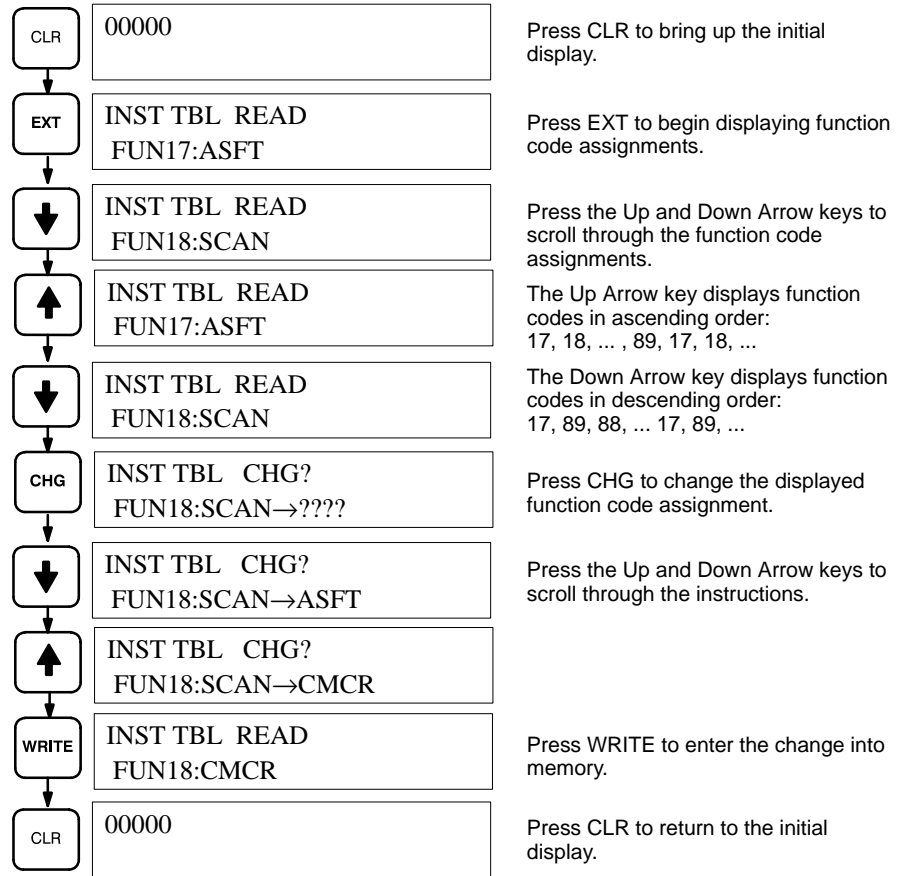 CLR
00000
Press CLR to bring up the initial
display.
EXT
INST TBL READ
FUN17:ASFT
Press EXT to begin displaying function
code assignments.
INST TBL READ
FUN18:SCAN
Press the Up and Down Arrow keys to
scroll through the function code
assignments.
INST TBL READ
FUN17:ASFT
The Up Arrow key displays function
codes in ascending order:
17, 18, ... , 89, 17, 18, ...
INST TBL READ
FUN18:SCAN
The Down Arrow key displays function
codes in descending order:
17, 89, 88, ... 17, 89, ...
CHG
INST TBL CHG?
FUN18:SCAN→????
Press CHG to change the displayed
function code assignment.
INST TBL CHG?
FUN18:SCAN→ASFT
Press the Up and Down Arrow keys to
scroll through the instructions.
INST TBL CHG?
FUN18:SCAN→CMCR
WRITE
INST TBL READ
FUN18:CMCR
Press WRITE to enter the change into
memory.
CLR
00000
Press CLR to return to the initial
display.